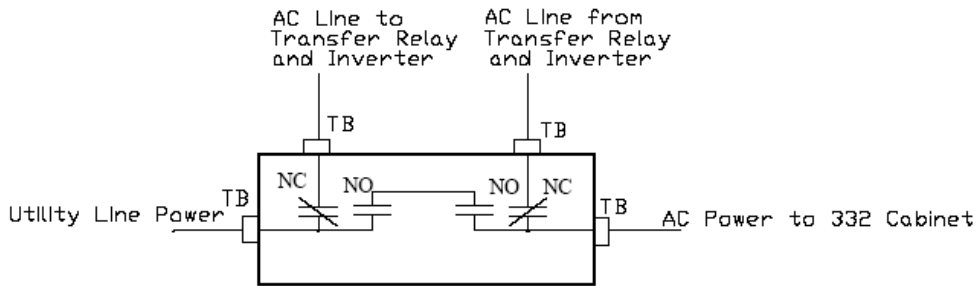 AC Line to
Transfer Relay
and Inverter
AC Line from
Transfer Relay
and Inverter
TB
TB
NC
NO
NO
NC
TB
TB
Utility Line Power
AC Power to 332 Cabinet